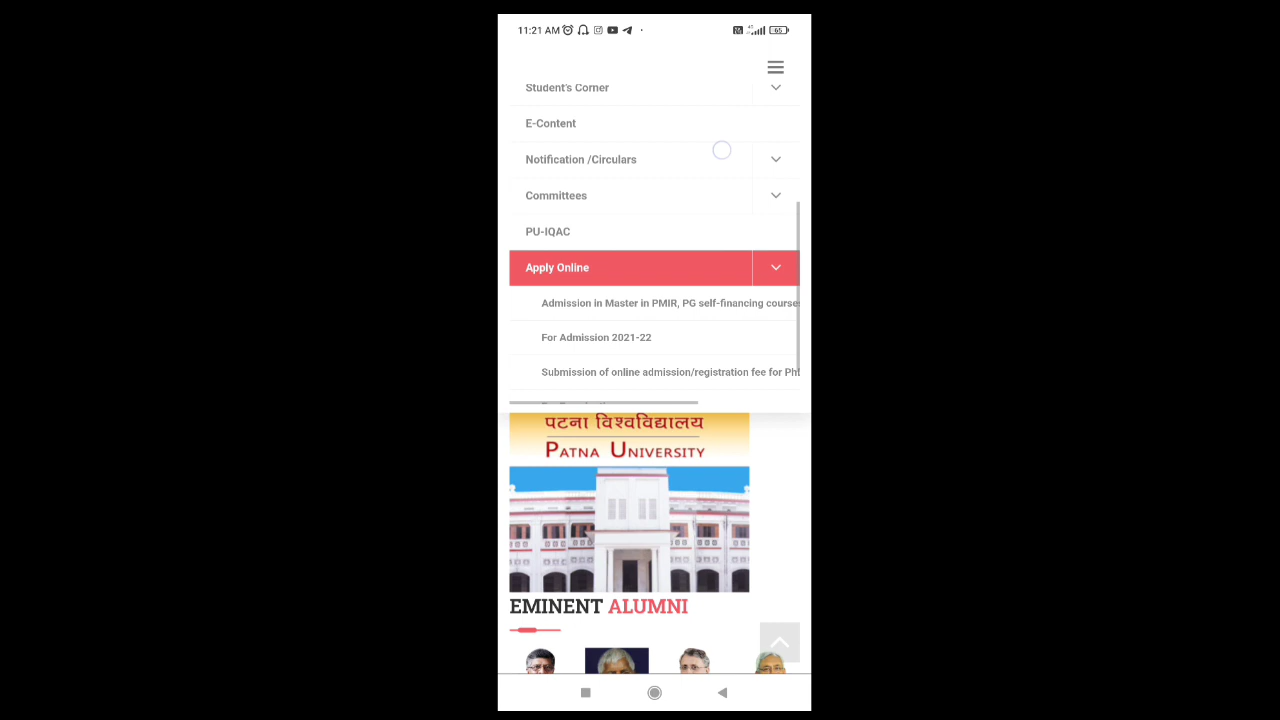 11:21 AM
4G
65
Student's Corner
E-Content
Notification /Circulars
Committees
PU-IQAC
Apply Online
Admission in Master in PMIR, PG self-financing courses
For Admission 2021-22
Submission of online admission/registration fee for
पटना विश्वविद्यालय
PATNA UNIVERSITY
EMINENT ALUMNI